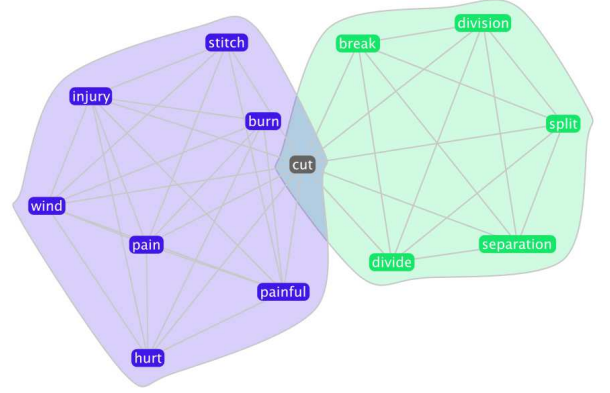 division
stitch
break
injury
burn
split
cut
wind
pain
separation
divide
painful
hurt